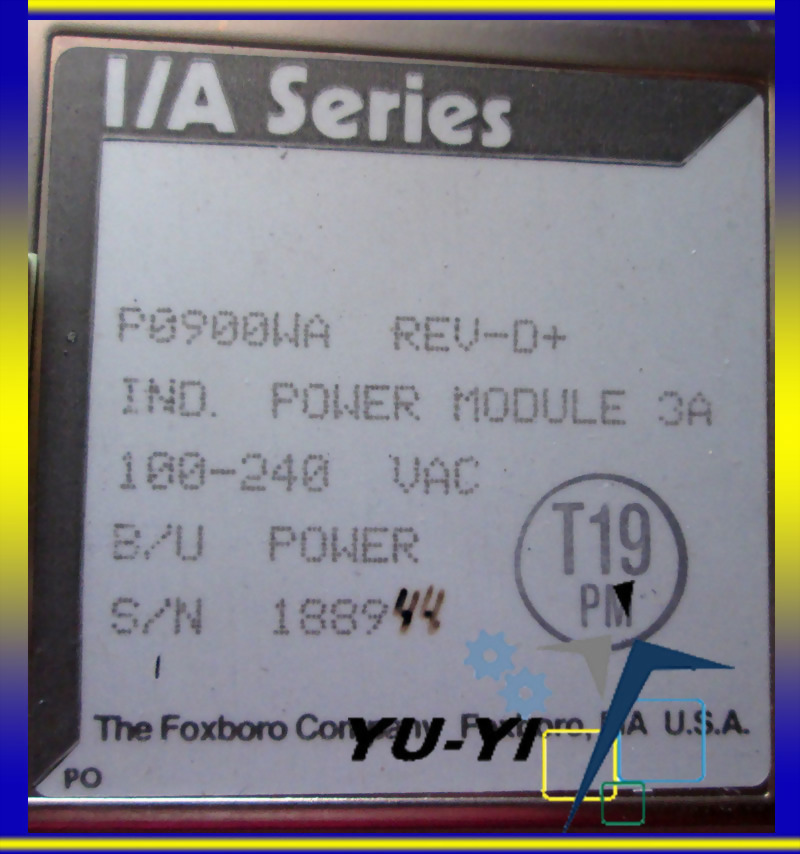 I/A Series
P0900WA REV-D+
IND. POWER MODULE 3A
100-240 VAC
B/U POWER
S/N 188944
T19
PM
The Foxboro Company, Foxboro, MA U.S.A.
YU-YI
PO